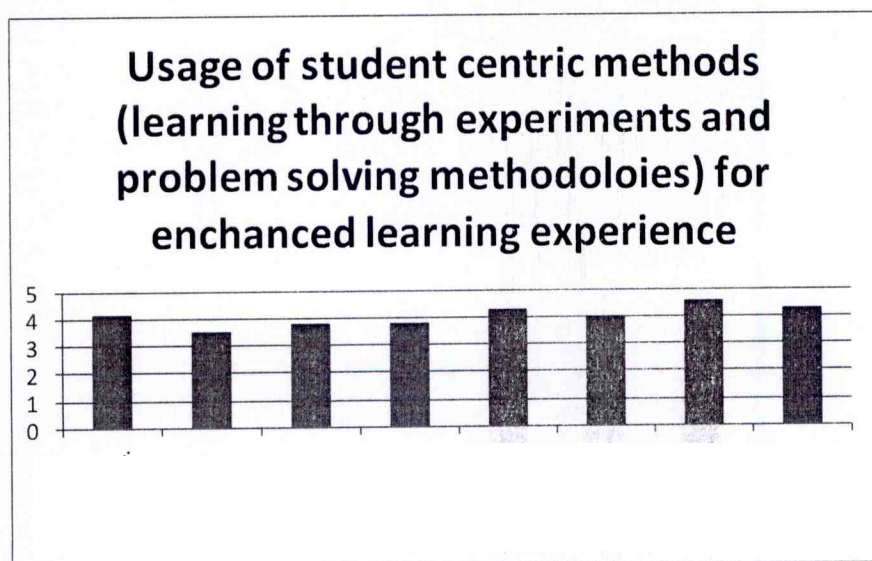 Usage of student centric methods
(learning through experiments and
problem solving methodoloies) for
enchanced learning experience
5
4
3
2
1
0